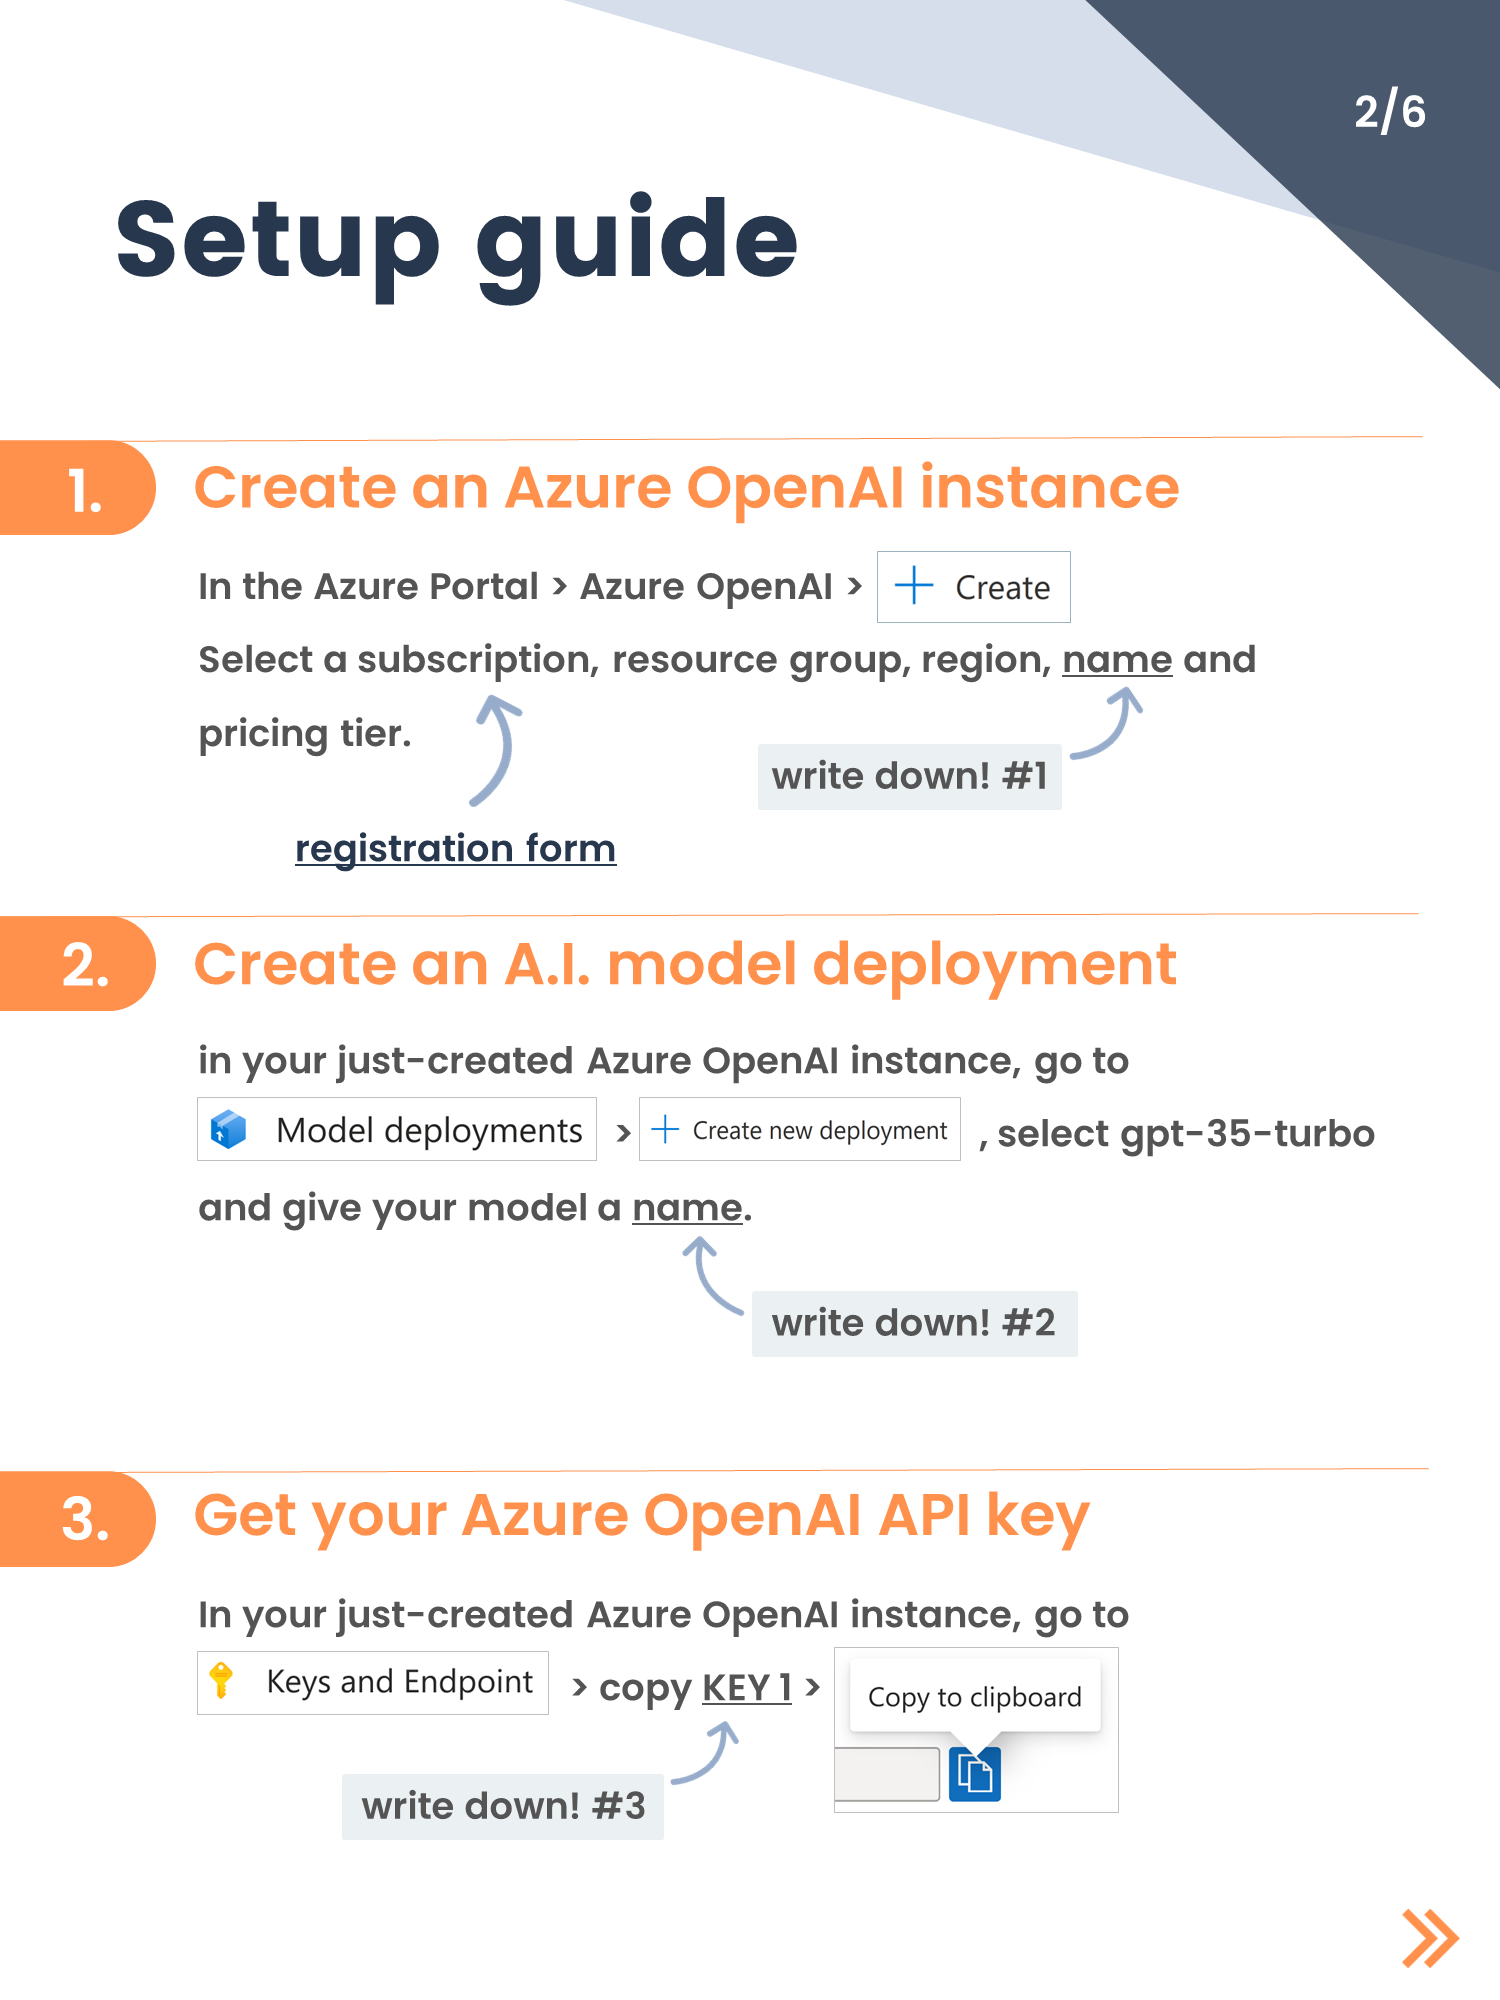 2/6
Setup guide
1. Create an Azure OpenAI instance
In the Azure Portal > Azure OpenAI > Create
Select a subscription, resource group, region, name and
pricing tier.
write down! #1
registration form
2. Create an A.I. model deployment
in your just-created Azure OpenAI instance, go to
Model deployments > Create new deployment , select gpt-35-turbo
and give your model a name.
write down! #2
3. Get your Azure OpenAI API key
In your just-created Azure OpenAI instance, go to
Keys and Endpoint > copy KEY 1 > Copy to clipboard
write down! #3